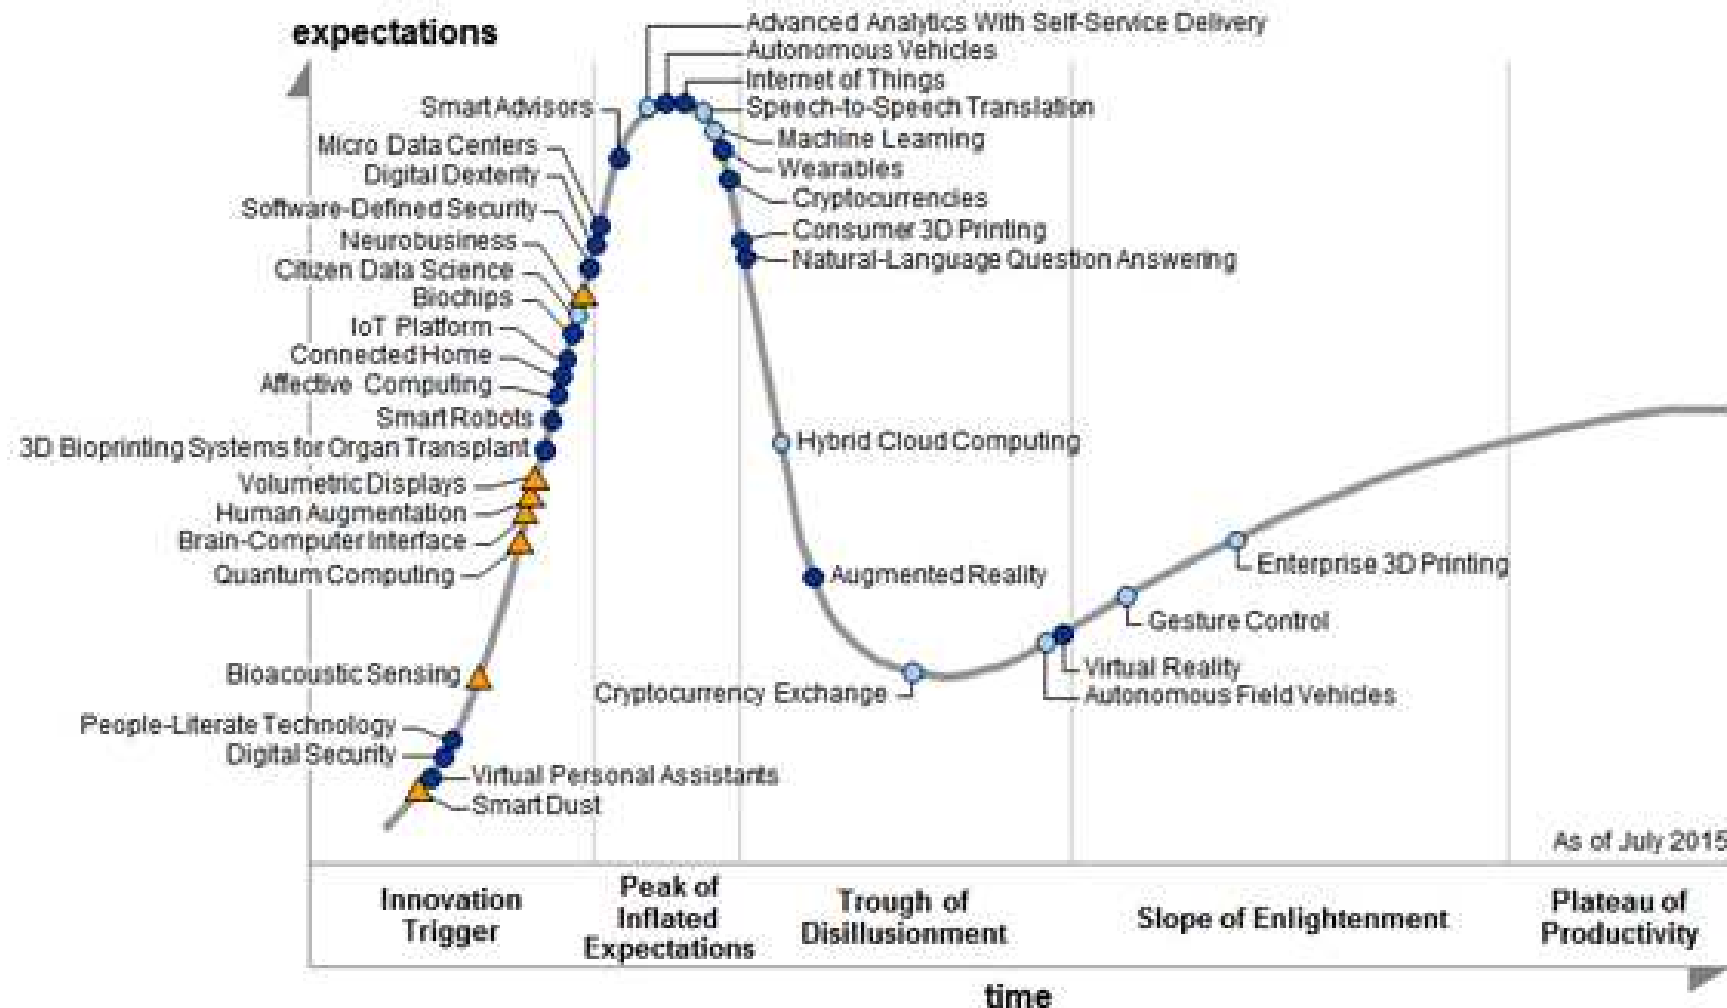 expectations
Advanced Analytics With Self-Service Delivery
Autonomous Vehicles
Internet of Things
Speech-to-Speech Translation
Machine Learning
Wearables
Cryptocurrencies
Consumer 3D Printing
Natural-Language Question Answering
Smart Advisors
Micro Data Centers
Digital Dexterity
Software-Defined Security
Neurobusiness
Citizen Data Science
Biochips
IoT Platform
Connected Home
Affective Computing
Smart Robots
3D Bioprinting Systems for Organ Transplant
Volumetric Displays
Human Augmentation
Brain-Computer Interface
Quantum Computing
Bioacoustic Sensing
People-Literate Technology
Digital Security
Virtual Personal Assistants
Smart Dust
Hybrid Cloud Computing
Augmented Reality
Cryptocurrency Exchange
Enterprise 3D Printing
Gesture Control
Virtual Reality
Autonomous Field Vehicles
As of July 2015
Innovation
Trigger
Peak of
Inflated
Expectations
Trough of
Disillusionment
Slope of Enlightenment
Plateau of
Productivity
time